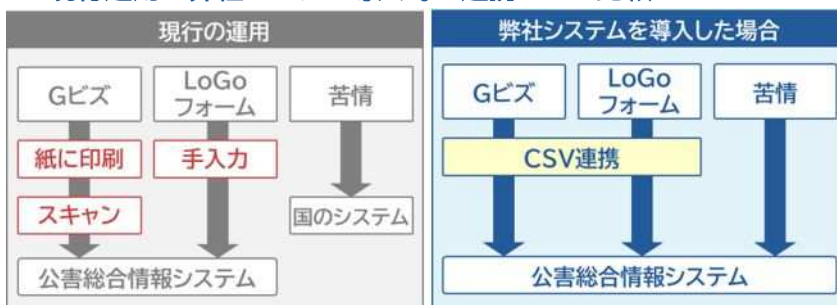 現行の運用
Gビズ
LoGo
フォーム
苦情
紙に印刷
手入力
スキャン
国のシステム
公害総合情報システム
弊社システムを導入した場合
Gビズ
LoGo
フォーム
苦情
CSV連携
公害総合情報システム